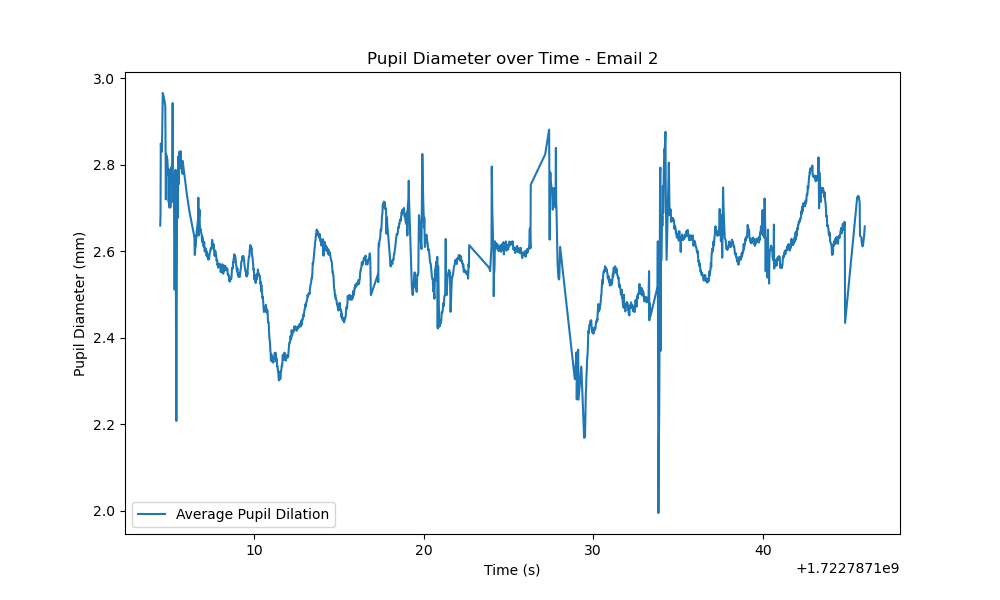 Pupil Diameter over Time - Email 2
Pupil Diameter (mm)
3.0
2.8
2.6
2.4
2.2
2.0
Average Pupil Dilation
10
20
30
40
Time (s)
+1.7227871e9